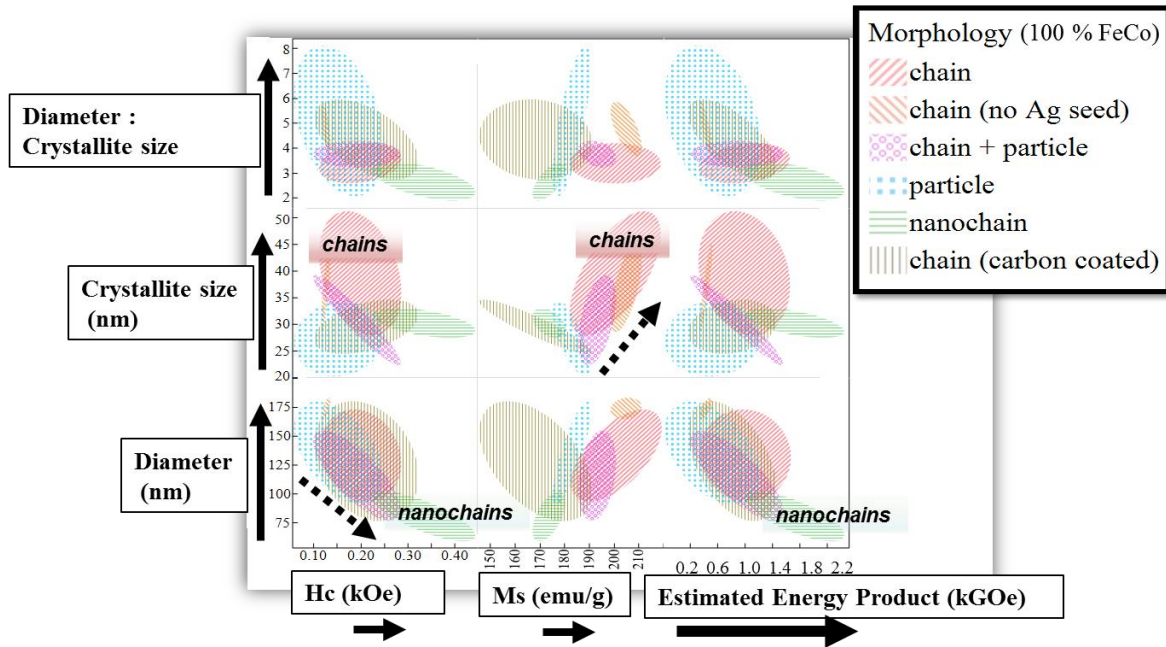 Morphology (100 % FeCo)
chain
chain (no Ag seed)
chain + particle
particle
nanochain
chain (carbon coated)
Diameter :
Crystallite size
8
7
6
5
4
3
2
Crystallite size
(nm)
50
45
40
35
30
25
20
chains
chains
Diameter
(nm)
175
150
125
100
75
nanochains
nanochains
0.10 0.20 0.30 0.40
150 160 170 180 190 200 210
0.2 0.6 1.0 1.4 1.8 2.2
Hc (kOe)
Ms (emu/g)
Estimated Energy Product (kGOe)